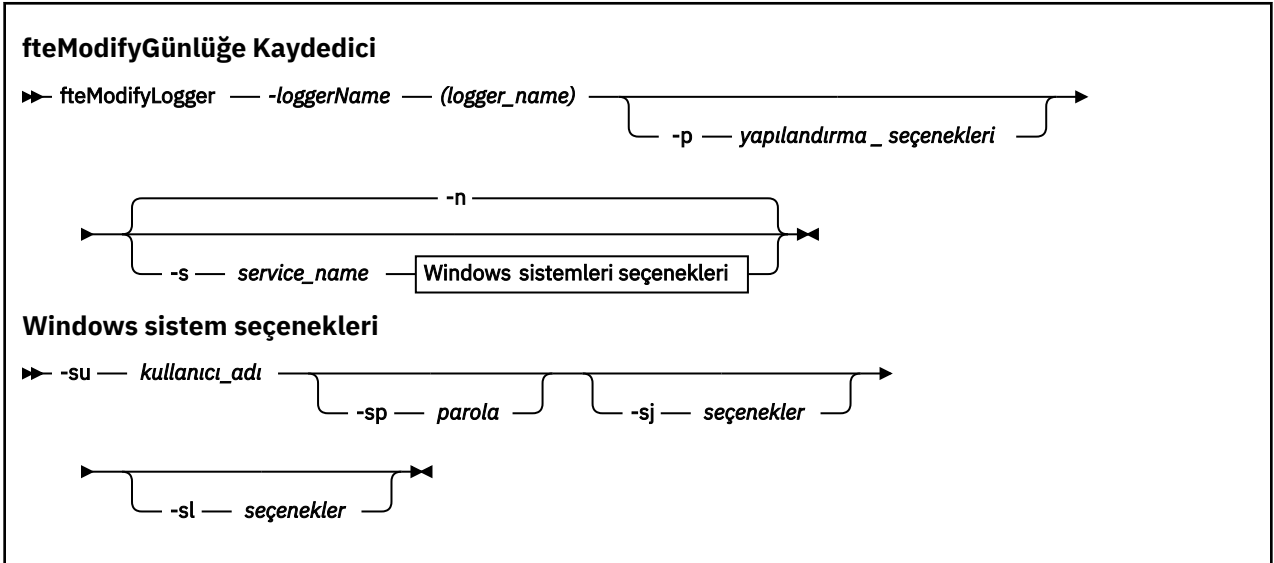 fteModifyGünlüğe Kaydedici
fteModifyLogger -loggerName (logger_name)
-p yapılandırma _ seçenekleri
-n
-s service_name Windows sistemleri seçenekleri
Windows sistem seçenekleri
-su kullanıcı_adı
-sp parola -sj seçenekler
-sl seçenekler